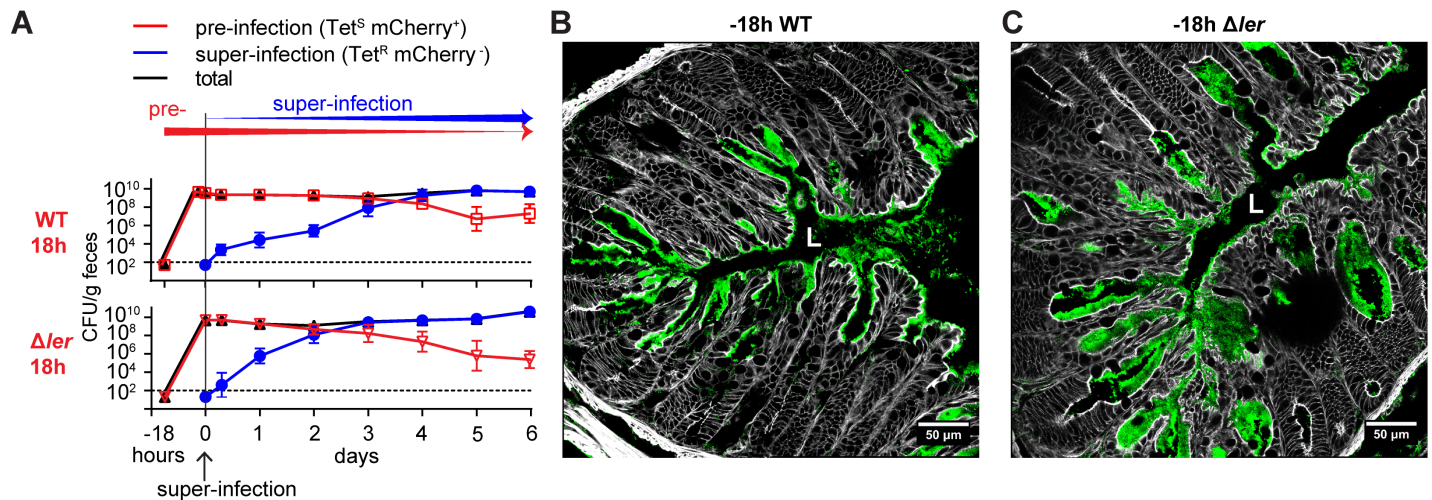 A
pre-infection (TetS mCherry+)
super-infection (TetR mCherry -)
total
super-infection
pre-
WT
18h
Δler
18h
CFU/g feces
10^10
10^8
10^6
10^4
10^2
10^10
10^8
10^6
10^4
10^2
-18 0 1 2 3 4 5 6
hours days
super-infection
B
-18h WT
L
50 µm
C
-18h Δler
L
50 µm